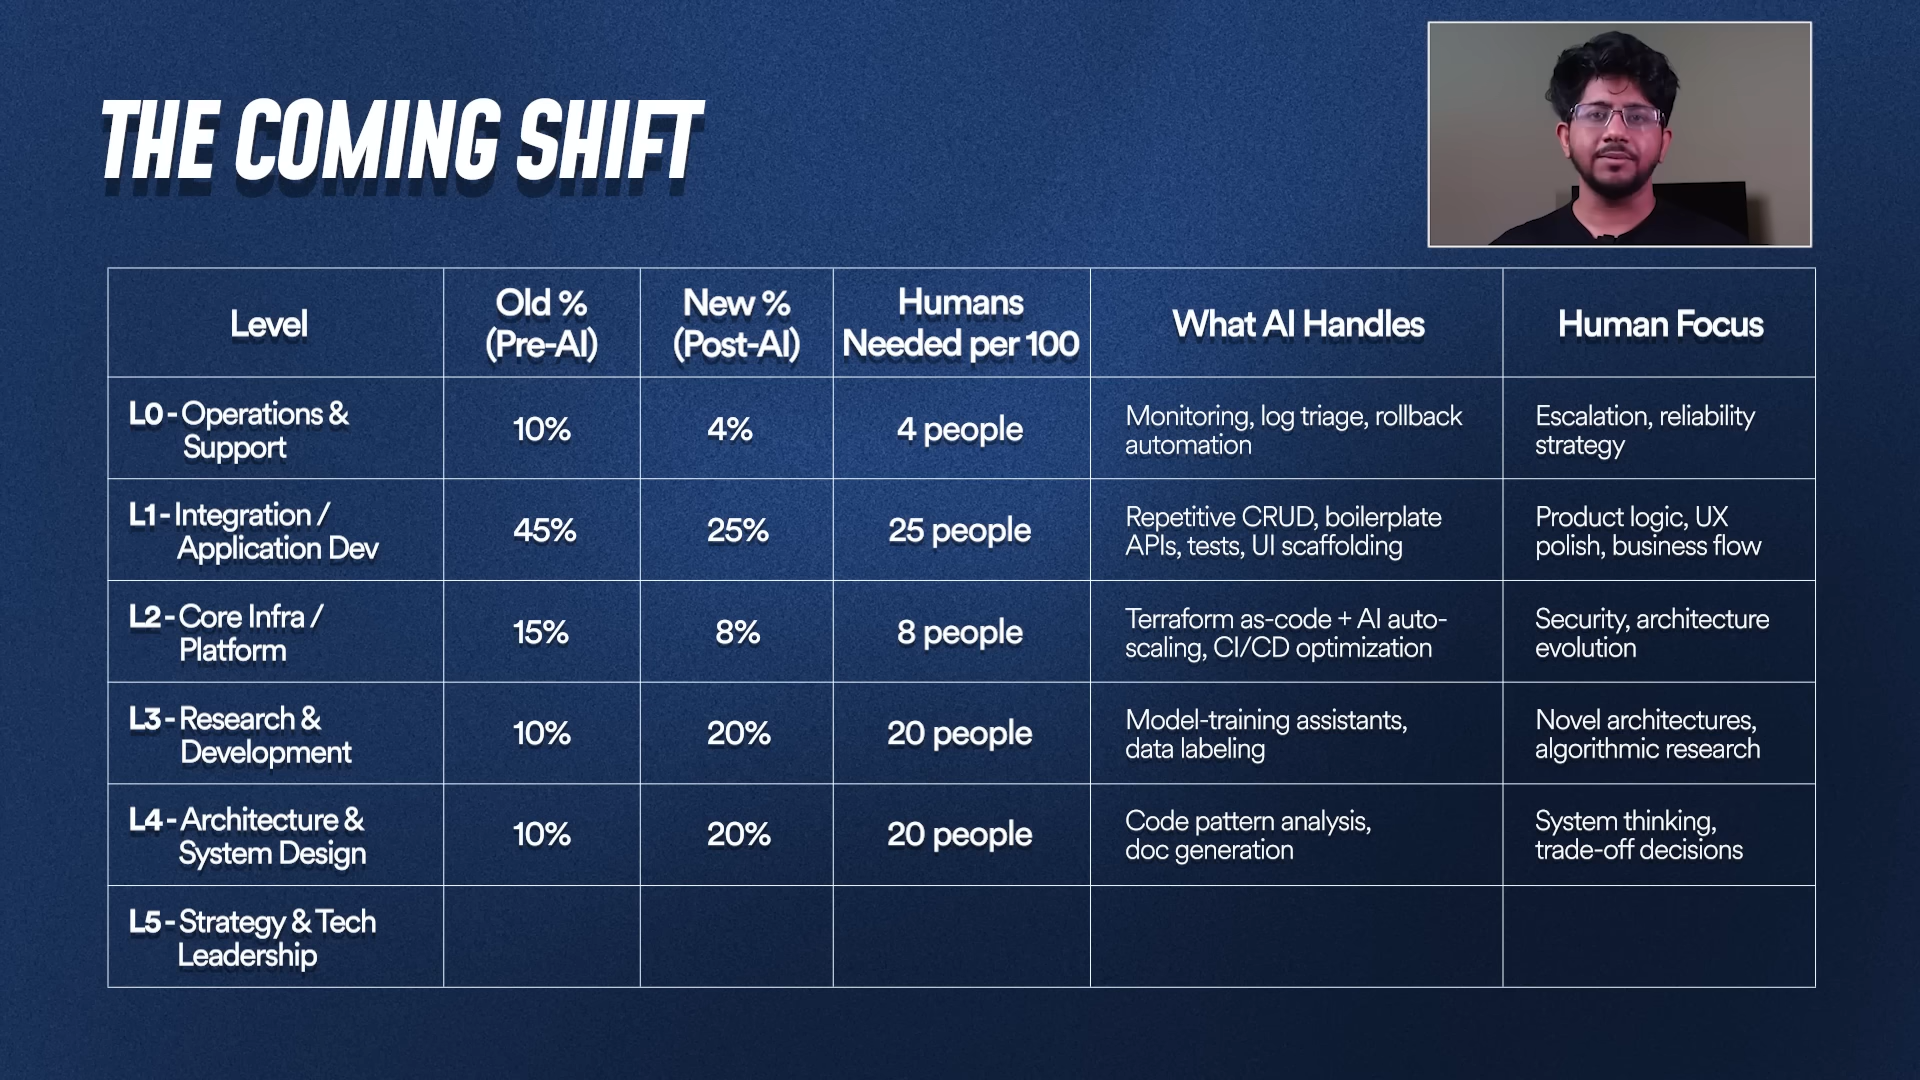 THE COMING SHIFT
Level
Old %
(Pre-AI)
New %
(Post-AI)
Humans
Needed per 100
What AI Handles
Human Focus
L0 - Operations &
Support
10%
4%
4 people
Monitoring, log triage, rollback
automation
Escalation, reliability
strategy
L1 - Integration /
Application Dev
45%
25%
25 people
Repetitive CRUD, boilerplate
APIs, tests, UI scaffolding
Product logic, UX
polish, business flow
L2 - Core Infra /
Platform
15%
8%
8 people
Terraform as-code + AI auto-
scaling, CI/CD optimization
Security, architecture
evolution
L3 - Research &
Development
10%
20%
20 people
Model-training assistants,
data labeling
Novel architectures,
algorithmic research
L4 - Architecture &
System Design
10%
20%
20 people
Code pattern analysis,
doc generation
System thinking,
trade-off decisions
L5 - Strategy & Tech
Leadership